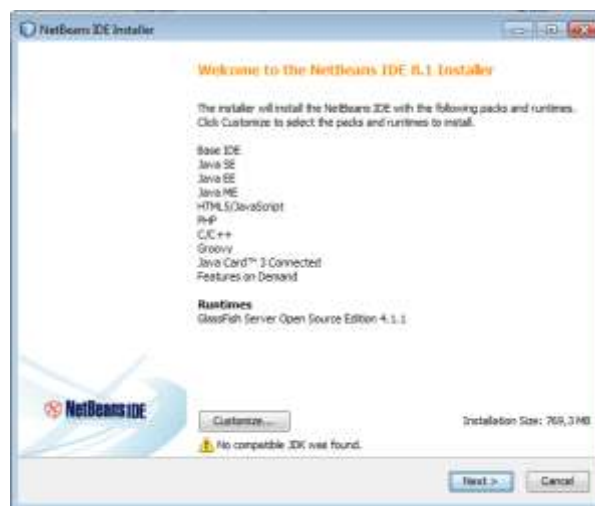 NetBeans IDE Installer
Welcome to the NetBeans IDE 8.1 Installer
The installer will install the NetBeans IDE with the following packs and runtimes.
Click Customize to select the packs and runtimes to install.
Base IDE
Java SE
Java EE
Java ME
HTML5/JavaScript
PHP
C/C++
Groovy
Java Card™ 3 Connected
Features on Demand
Runtimes
GlassFish Server Open Source Edition 4.1.1
NetBeans IDE
Customize...
Installation Size: 769,3 MB
No compatible JDK was found.
Next >
Cancel